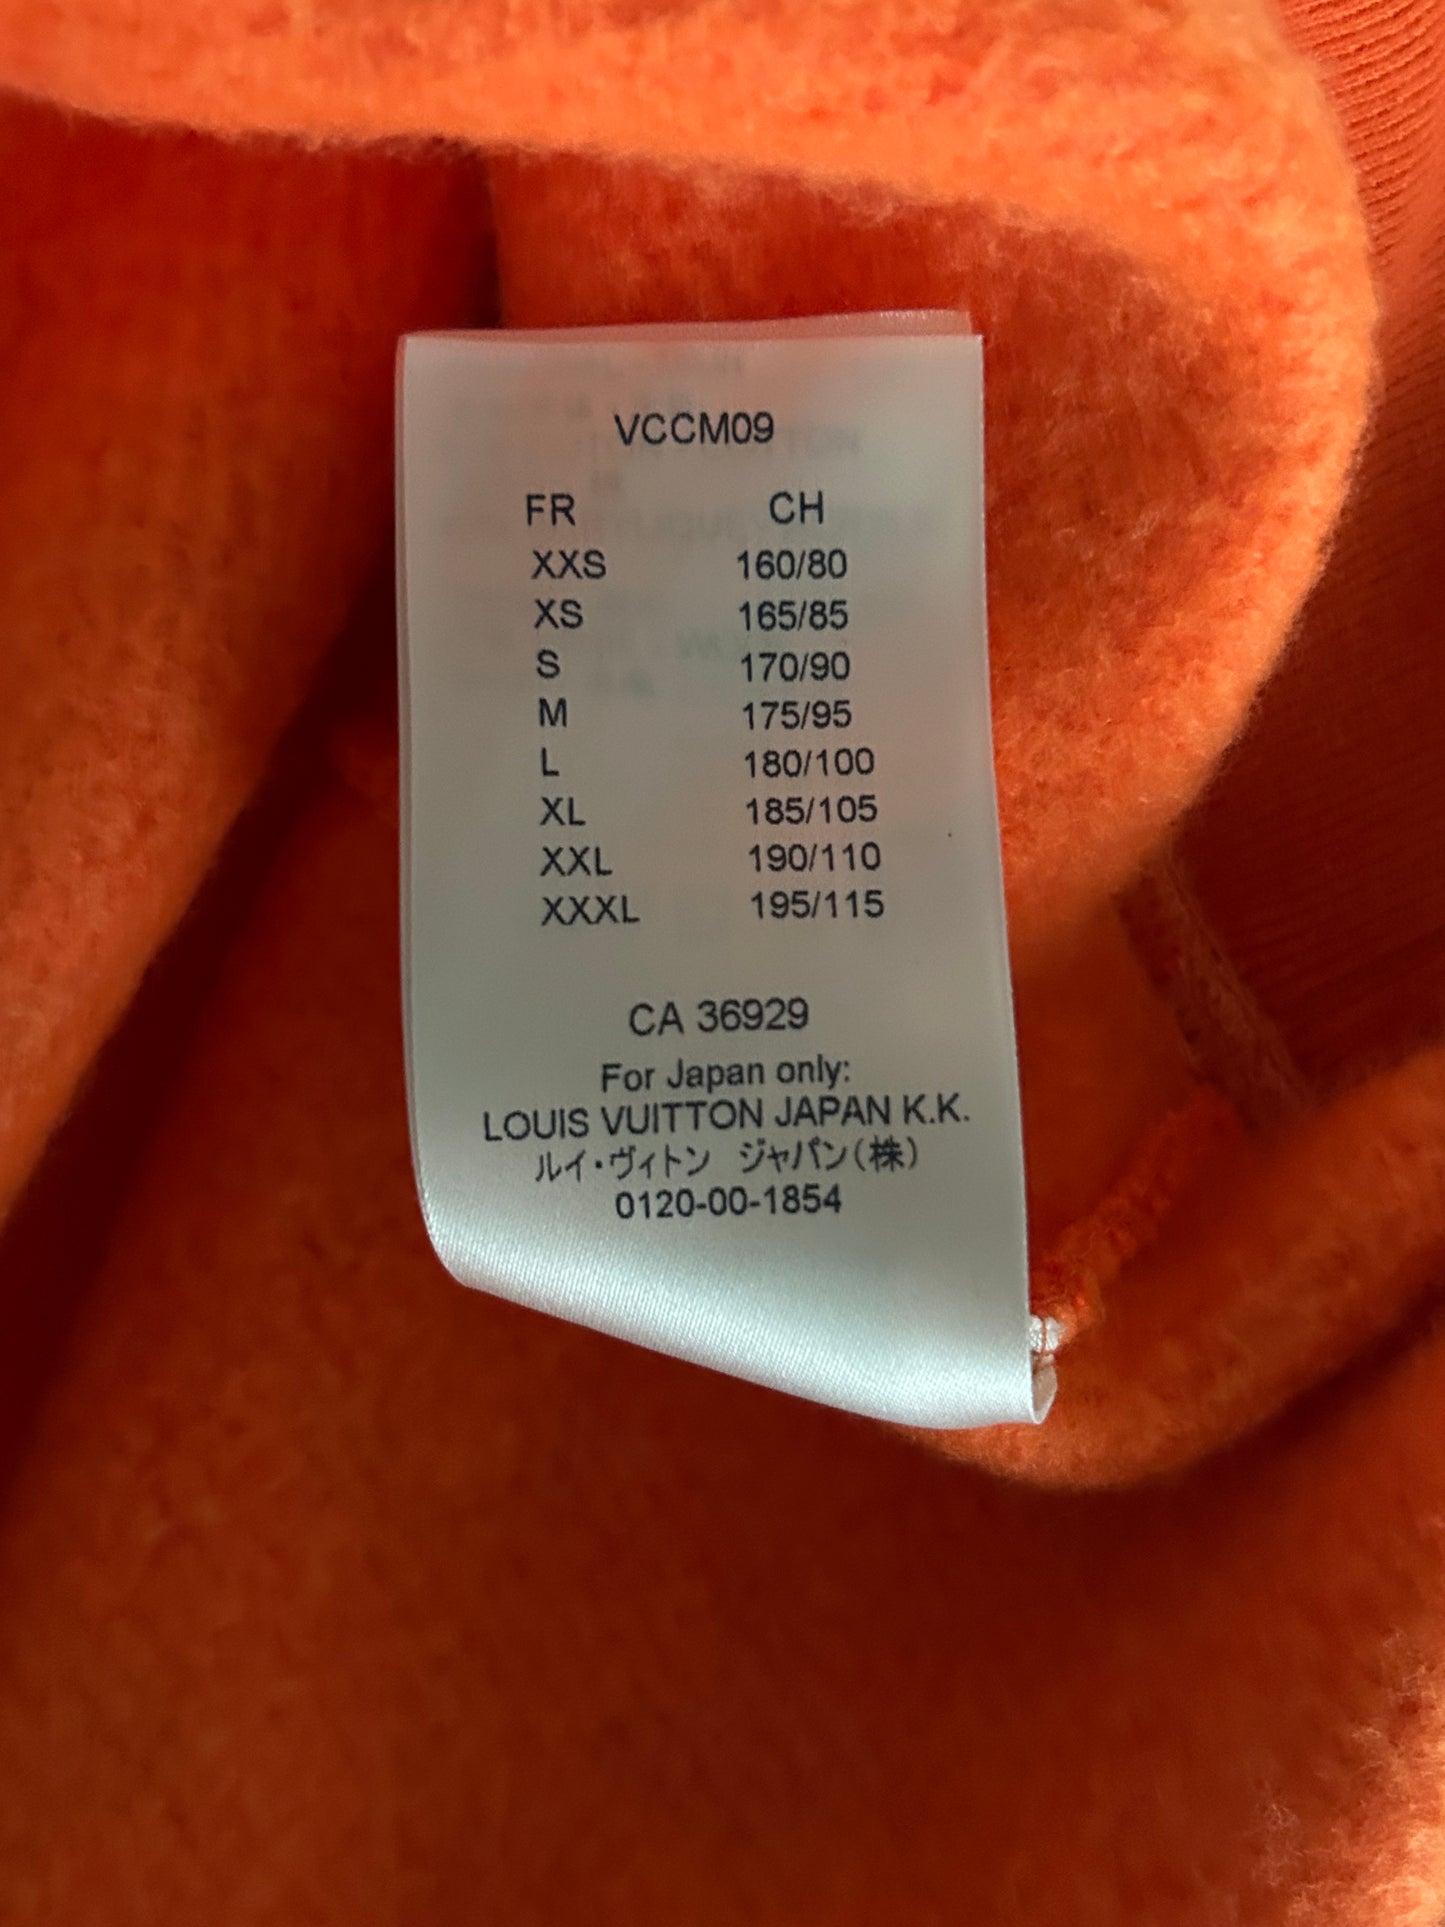 VCCM09
FR CH
XXS 160/80
XS 165/85
S 170/90
M 175/95
L 180/100
XL 185/105
XXL 190/110
XXXL 195/115
CA 36929
For Japan only:
LOUIS VUITTON JAPAN K.K.
ルイ・ヴィトン ジャパン(株)
0120-00-1854